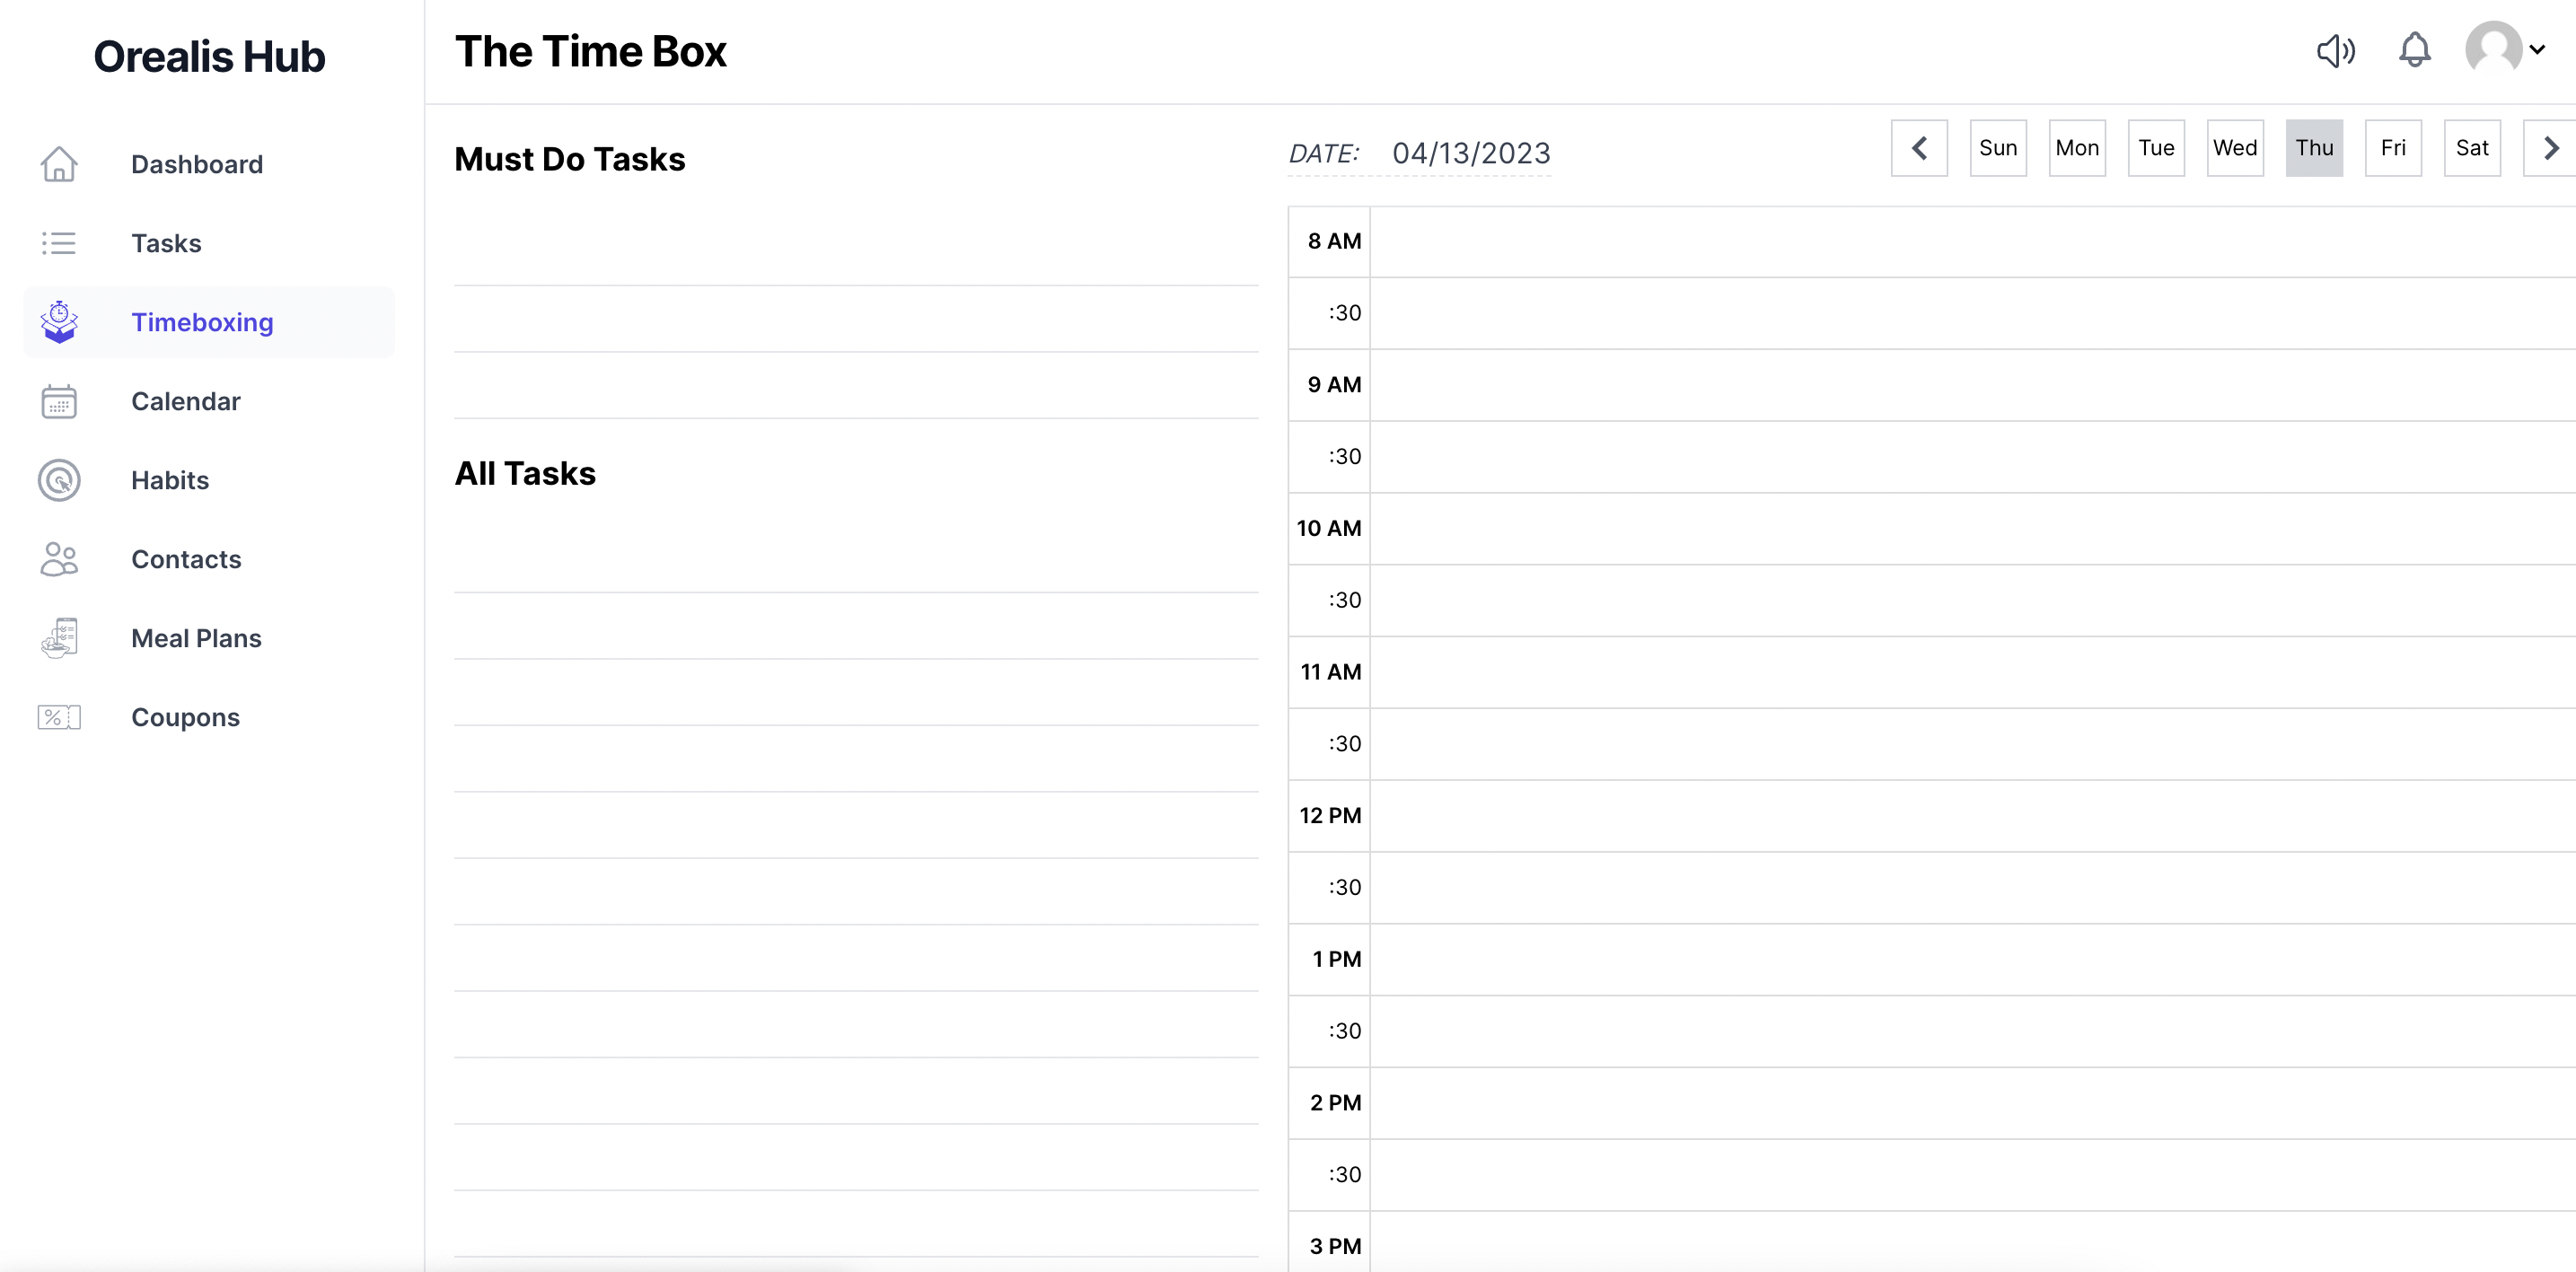 Orealis Hub
Dashboard
Tasks
Timeboxing
Calendar
Habits
Contacts
Meal Plans
Coupons
The Time Box
Must Do Tasks
All Tasks
DATE: 04/13/2023
Sun Mon Tue Wed Thu Fri Sat
8 AM
:30
9 AM
:30
10 AM
:30
11 AM
:30
12 PM
:30
1 PM
:30
2 PM
:30
3 PM